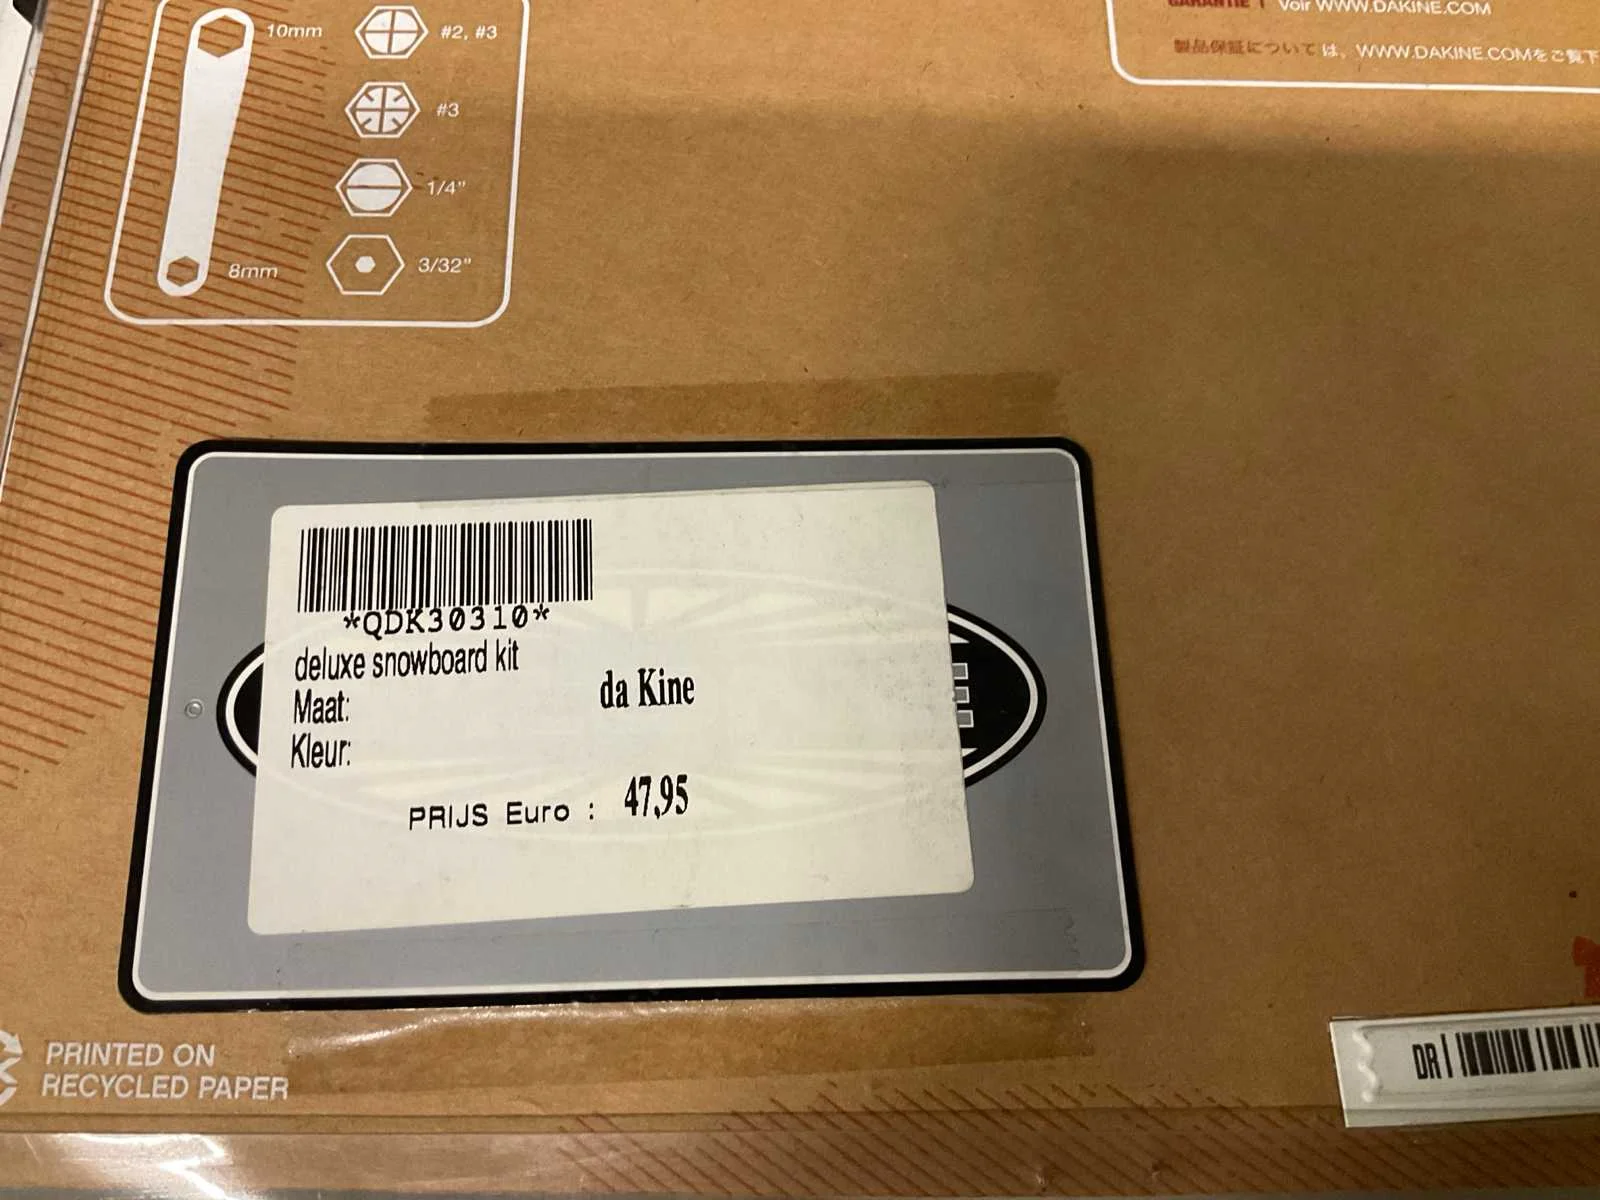 10mm
#2, #3
#3
1/4"
8mm
3/32"
GARANTIE | Voir WWW.DAKINE.COM
製品保証については、WWW.DAKINE.COMをご覧下
*QDK30310*
deluxe snowboard kit
Maat:
da Kine
Kleur:
PRIJS Euro : 47,95
PRINTED ON
RECYCLED PAPER
DR